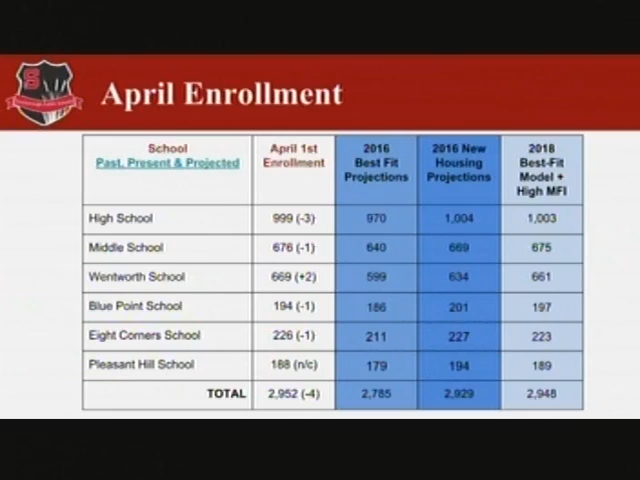 April Enrollment
School
Past, Present & Projected
April 1st
Enrollment
2016
Best Fit
Projections
2016 New
Housing
Projections
2018
Best-Fit
Model +
High MFI
High School 999 (-3) 970 1,004 1,003
Middle School 676 (-1) 640 669 675
Wentworth School 669 (+2) 599 634 661
Blue Point School 194 (-1) 186 201 197
Eight Corners School 226 (-1) 211 227 223
Pleasant Hill School 188 (n/c) 179 194 189
TOTAL 2,952 (-4) 2,785 2,929 2,948